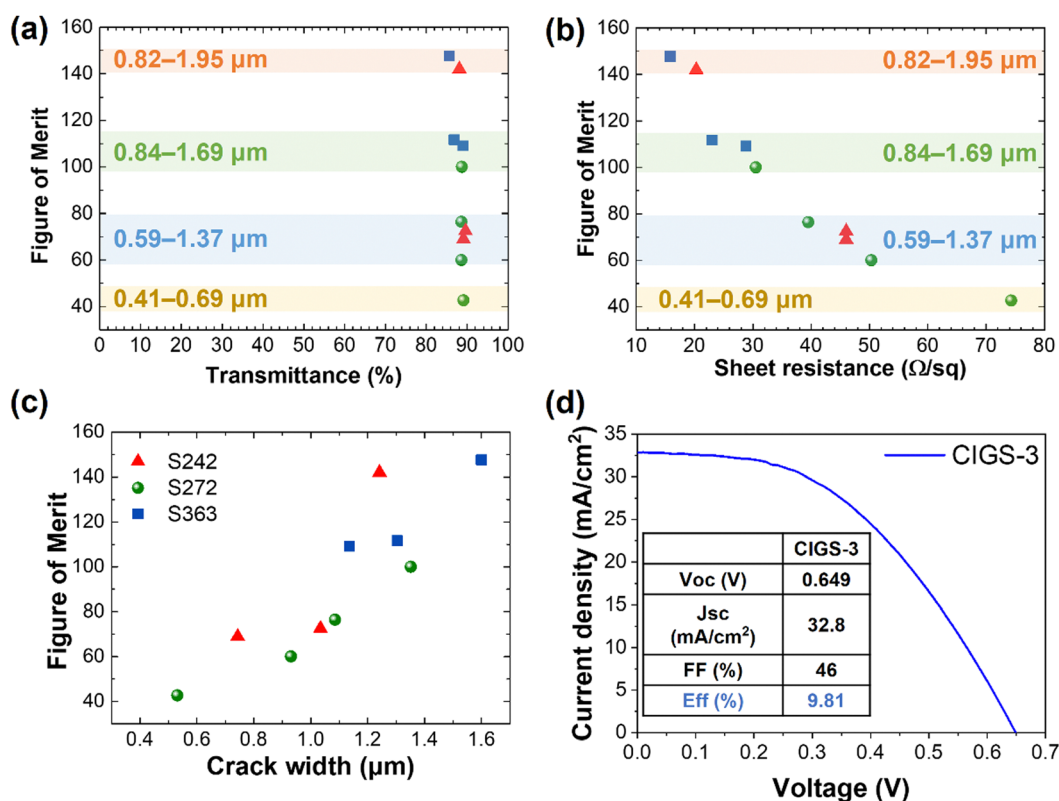 (a)
160
140
120
100
80
60
40
Figure of Merit
0.82–1.95 µm
0.84–1.69 µm
0.59–1.37 µm
0.41–0.69 µm
0 10 20 30 40 50 60 70 80 90 100
Transmittance (%)
(b)
160
140
120
100
80
60
40
Figure of Merit
0.82–1.95 µm
0.84–1.69 µm
0.59–1.37 µm
0.41–0.69 µm
10 20 30 40 50 60 70 80
Sheet resistance (Ω/sq)
(c)
160
140
120
100
80
60
40
Figure of Merit
S242
S272
S363
0.4 0.6 0.8 1.0 1.2 1.4 1.6
Crack width (µm)
(d)
35
30
25
20
15
10
5
0
Current density (mA/cm²)
CIGS-3
CIGS-3
Voc (V) 0.649
Jsc
(mA/cm²) 32.8
FF (%) 46
Eff (%) 9.81
0.0 0.1 0.2 0.3 0.4 0.5 0.6 0.7
Voltage (V)